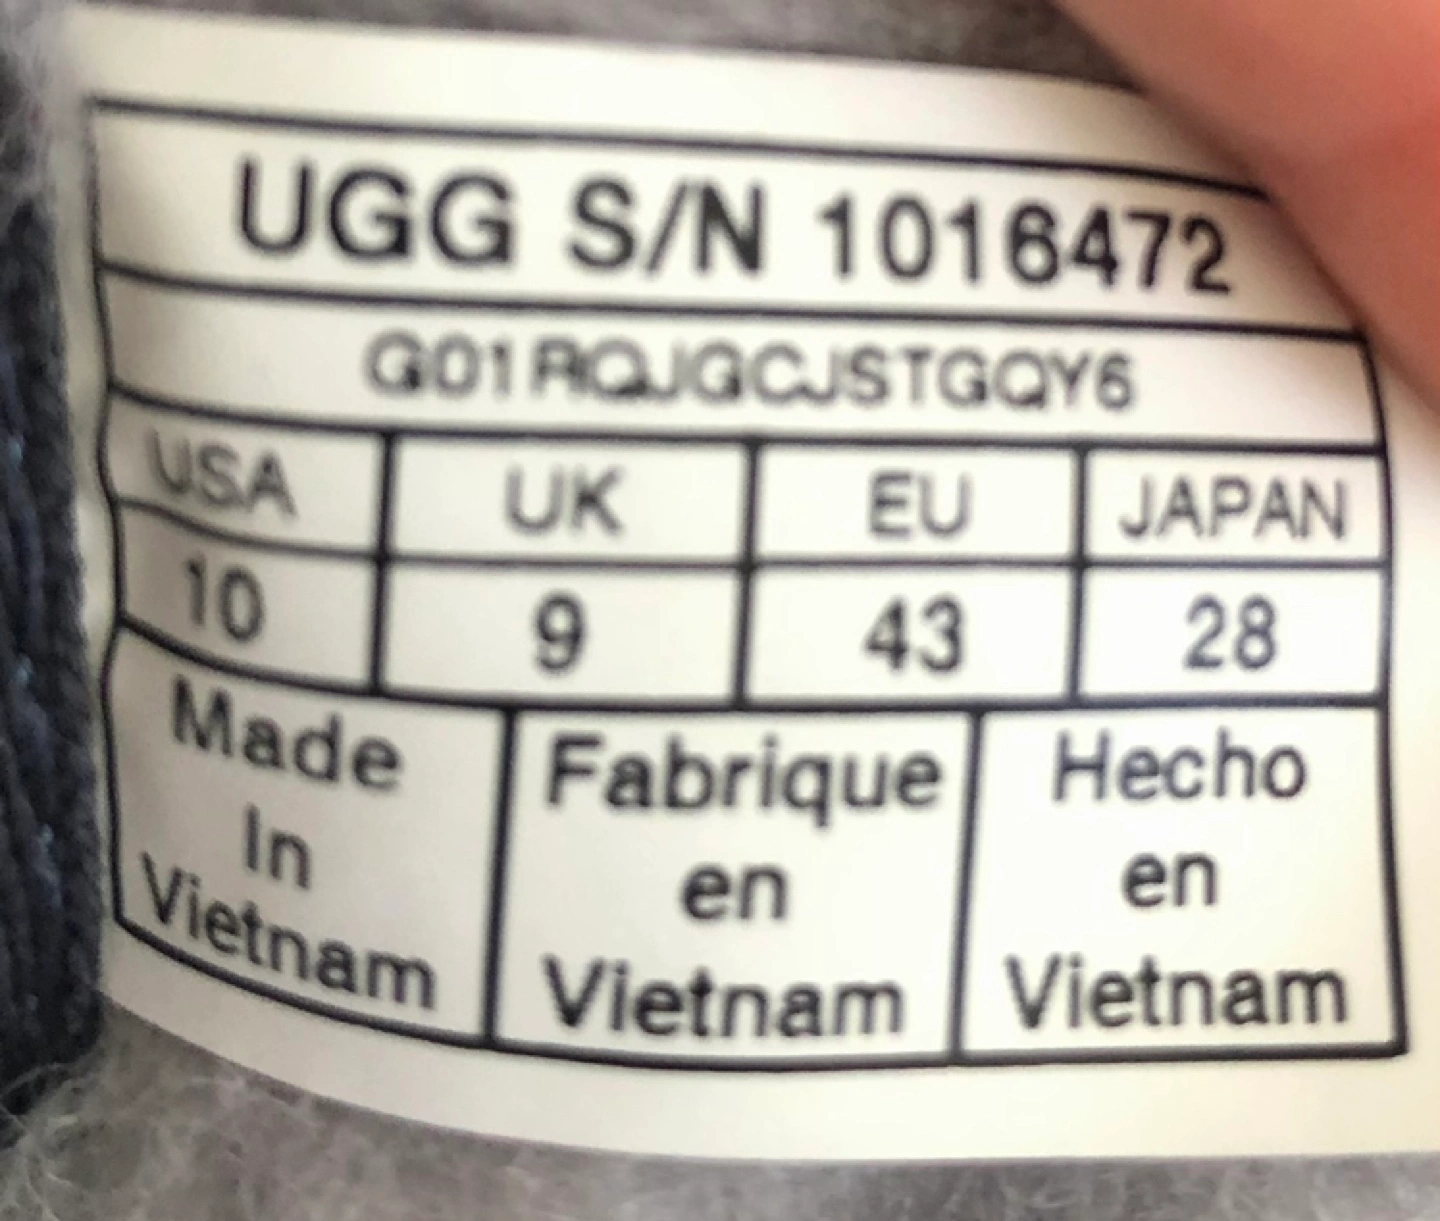 UGG S/N 1016472
G01RQJGCJSTGQY6
USA UK EU JAPAN
10 9 43 28
Made
In
Vietnam
Fabrique
en
Vietnam
Hecho
en
Vietnam